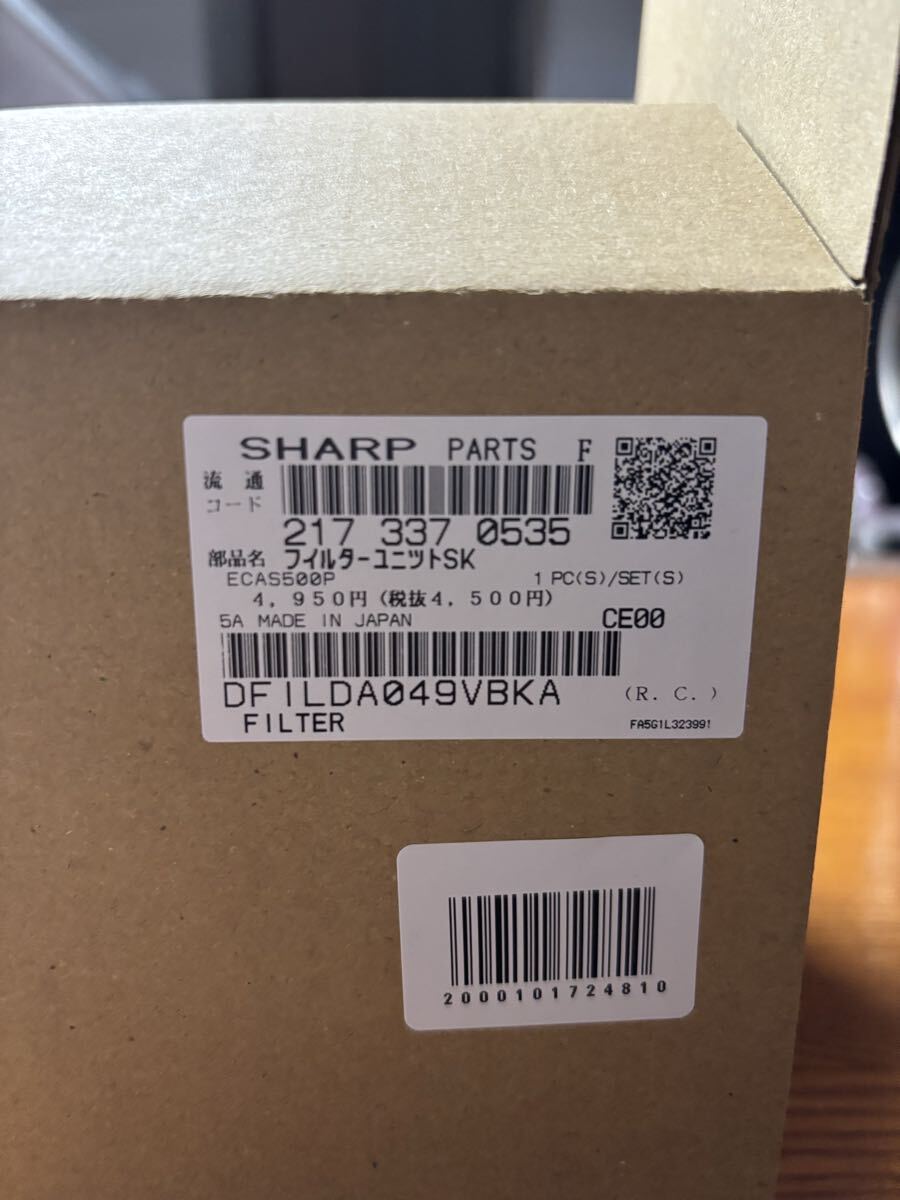 SHARP PARTS F
流通
コード
217 337 0535
部品名 フィルターユニットSK
ECAS500P 1 PC(S)/SET(S)
4,950円(税抜4,500円)
5A MADE IN JAPAN CE00
DFILDA049VBKA (R.C.)
FILTER FA5G1L323991
2000101724810